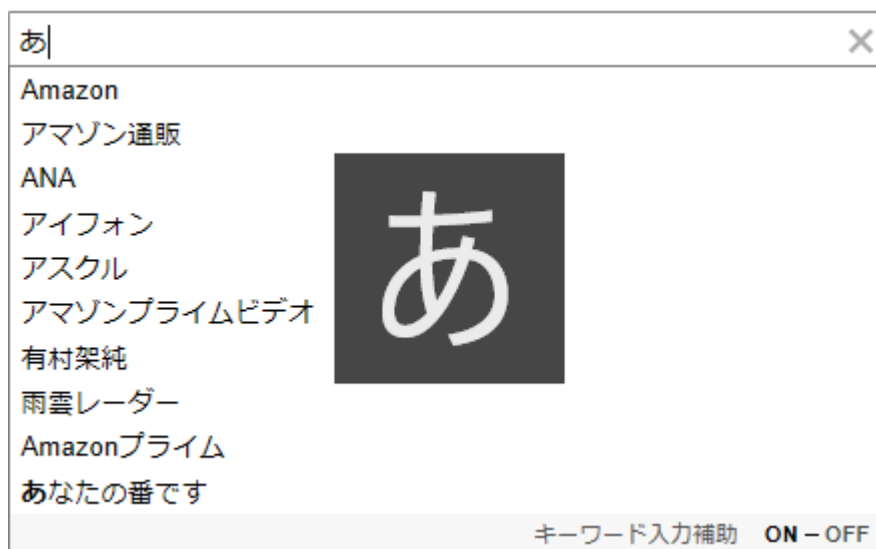 あ
Amazon
アマゾン通販
ANA
アイフォン
アスクル
アマゾンプライムビデオ
有村架純
雨雲レーダー
Amazonプライム
あなたの番です
あ
キーワード入力補助 ON – OFF